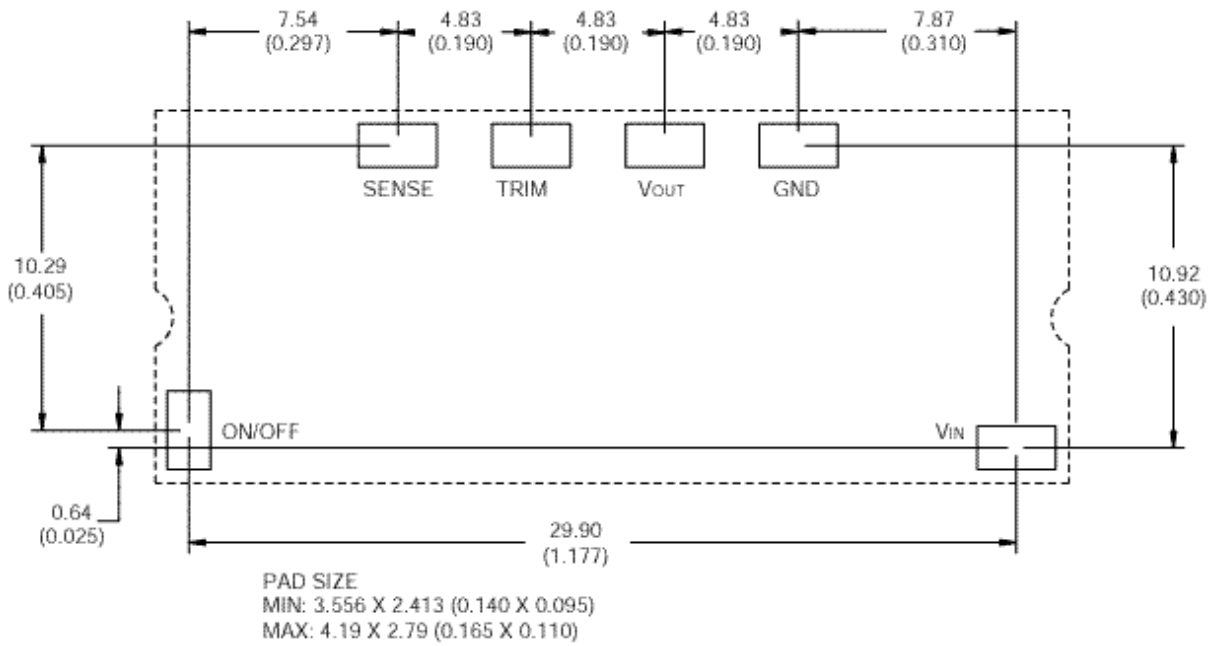 7.54
(0.297)
4.83
(0.190)
4.83
(0.190)
4.83
(0.190)
7.87
(0.310)
SENSE
TRIM
VOUT
GND
10.29
(0.405)
10.92
(0.430)
ON/OFF
VIN
0.64
(0.025)
29.90
(1.177)
PAD SIZE
MIN: 3.556 X 2.413 (0.140 X 0.095)
MAX: 4.19 X 2.79 (0.165 X 0.110)